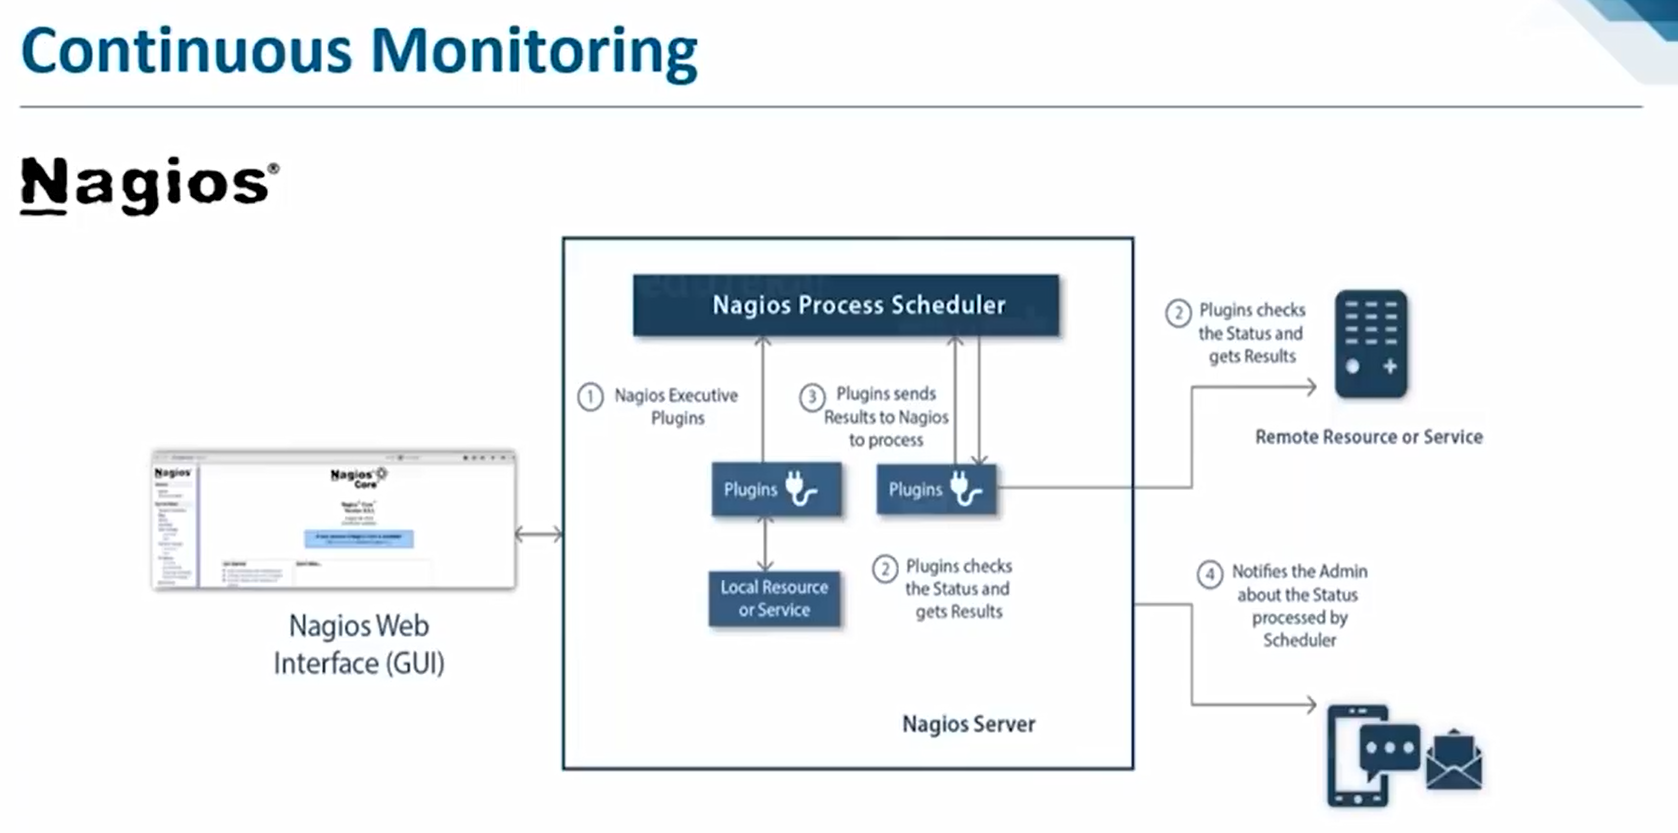 Continuous Monitoring
Nagios®
Nagios Process Scheduler
1 Nagios Executive
Plugins
3 Plugins sends
Results to Nagios
to process
2 Plugins checks
the Status and
gets Results
Remote Resource or Service
Plugins
Plugins
Nagios
Nagios
Core
Local Resource
or Service
2 Plugins checks
the Status and
gets Results
4 Notifies the Admin
about the Status
processed by
Scheduler
Nagios Web
Interface (GUI)
Nagios Server